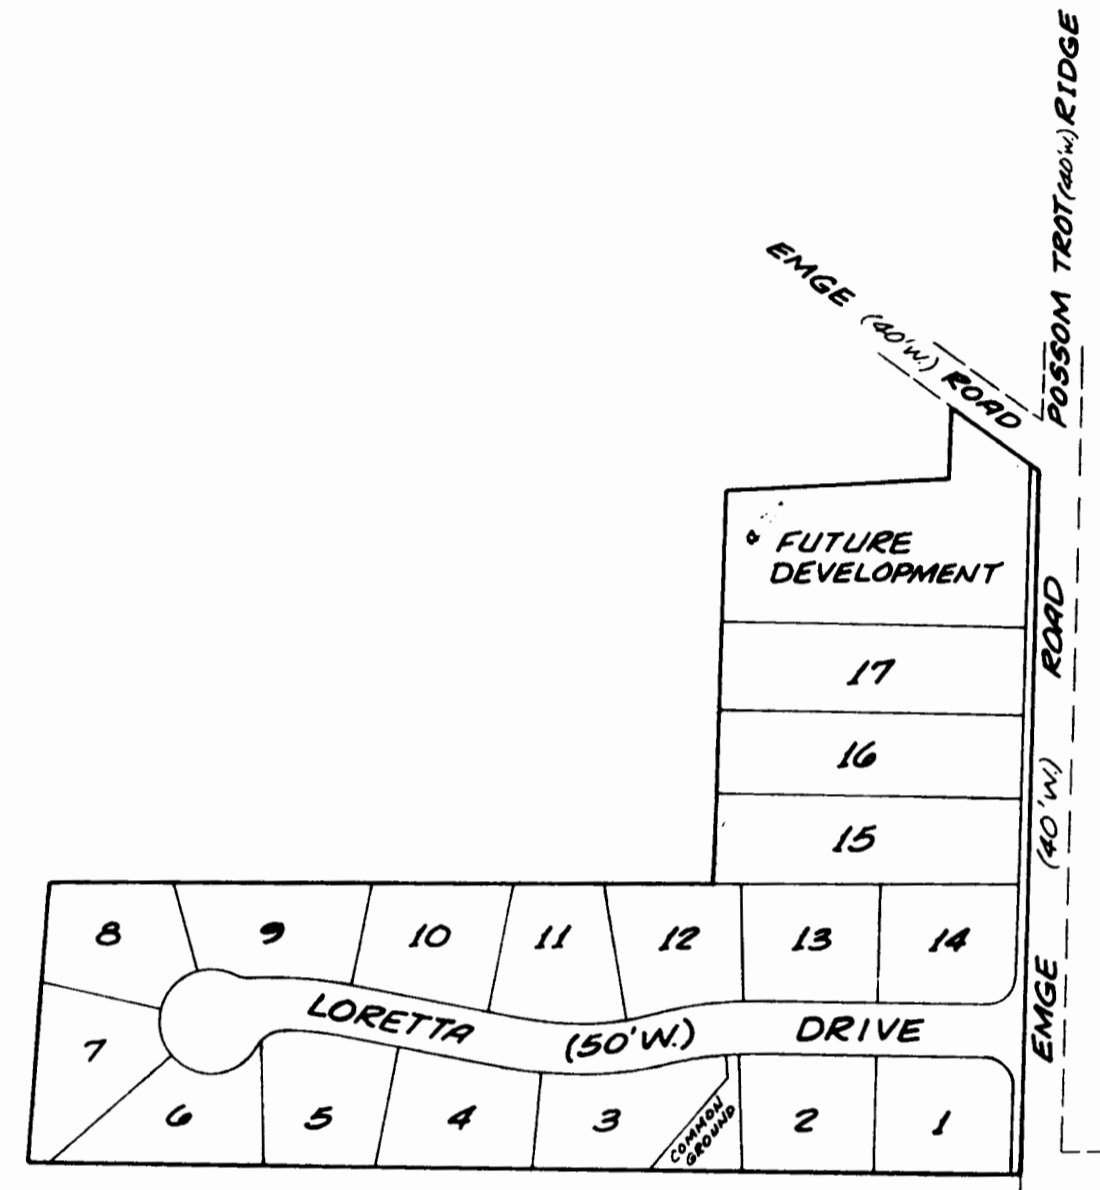 POSSOM TROT (40'W.) RIDGE
EMGE (40'W.) ROAD
FUTURE
DEVELOPMENT
17
16
15
EMGE (40'W.) ROAD
8 9 10 11 12 13 14
LORETTA (50'W.) DRIVE
7
6 5 4 3
COMMON
GROUND
2 1